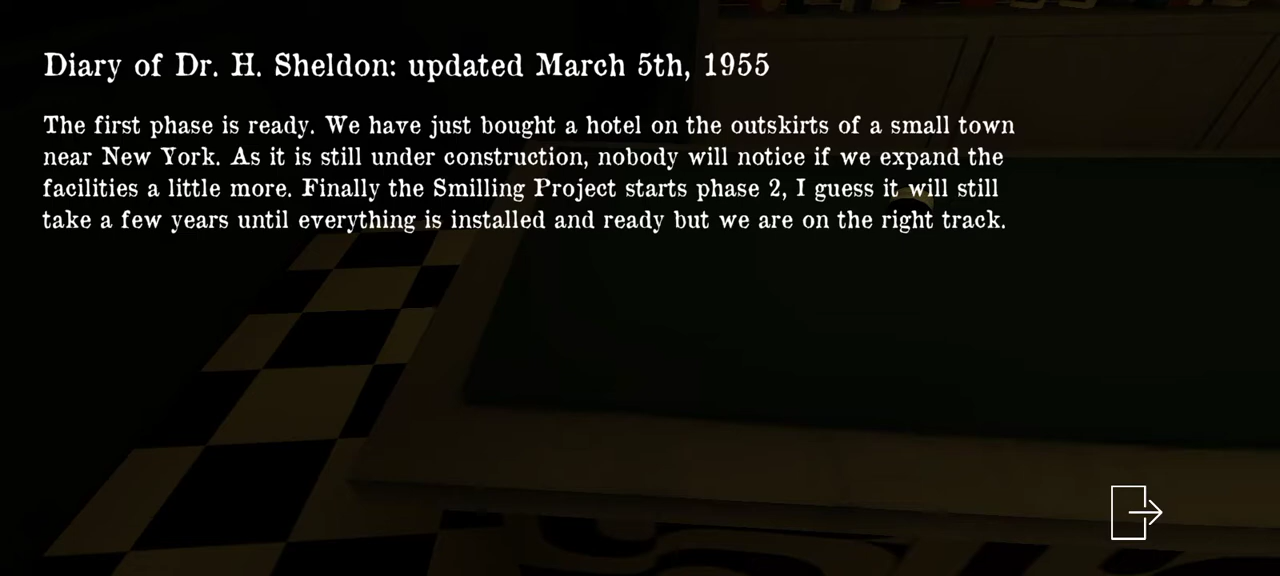 Diary of Dr. H. Sheldon: updated March 5th, 1955
The first phase is ready. We have just bought a hotel on the outskirts of a small town
near New York. As it is still under construction, nobody will notice if we expand the
facilities a little more. Finally the Smilling Project starts phase 2, I guess it will still
take a few years until everything is installed and ready but we are on the right track.